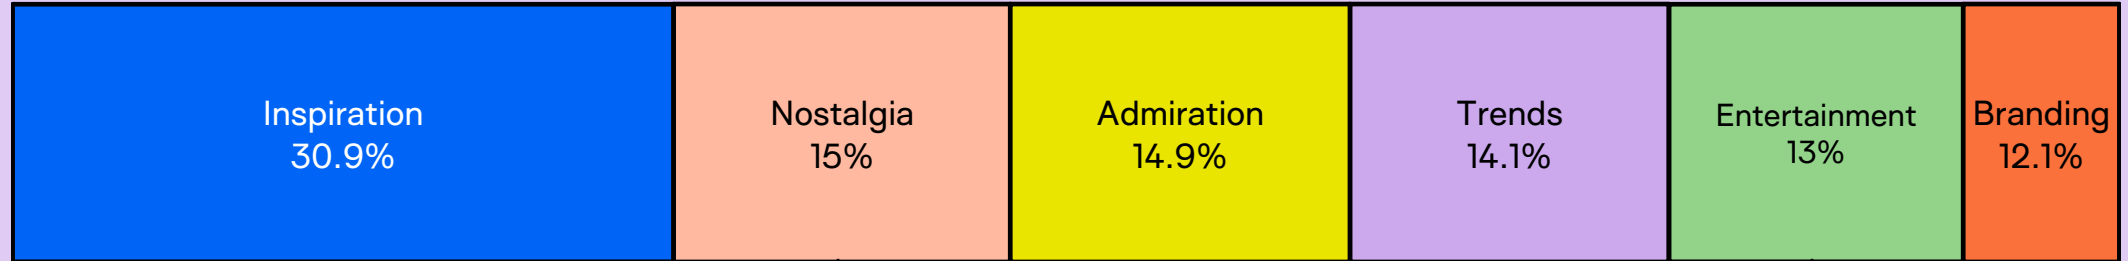 Inspiration
30.9%
Nostalgia
15%
Admiration
14.9%
Trends
14.1%
Entertainment
13%
Branding
12.1%